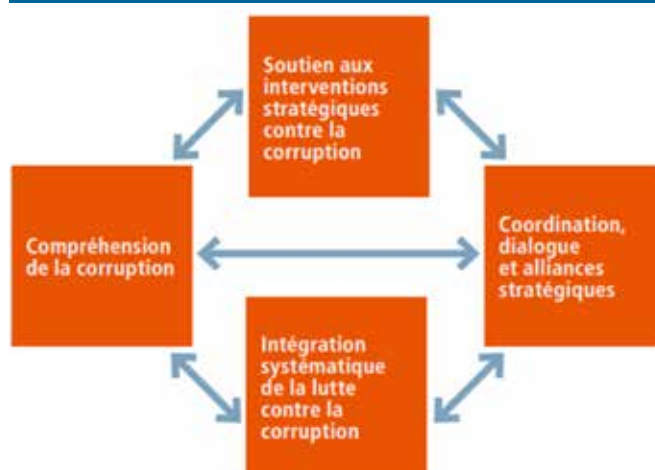 Soutien aux
interventions
stratégiques
contre la
corruption
Compréhension
de la corruption
Coordination,
dialogue
et alliances
stratégiques
Intégration
systématique
de la lutte
contre la
corruption